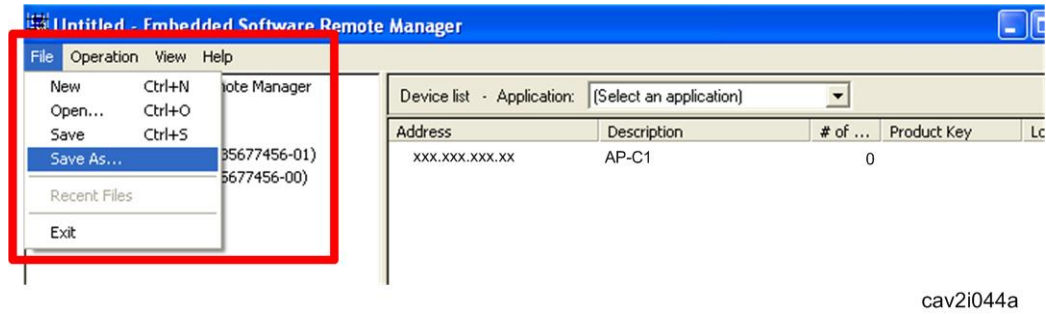 Untitled - Embedded Software Remote Manager
File Operation View Help
New Ctrl+N
Open... Ctrl+O
Save Ctrl+S
Save As...
Recent Files
Exit
Manager
35677456-01)
5677456-00)
Device list - Application: (Select an application)
Address Description # of ... Product Key
xxx.xxx.xxx.xx AP-C1 0
cav2i044a